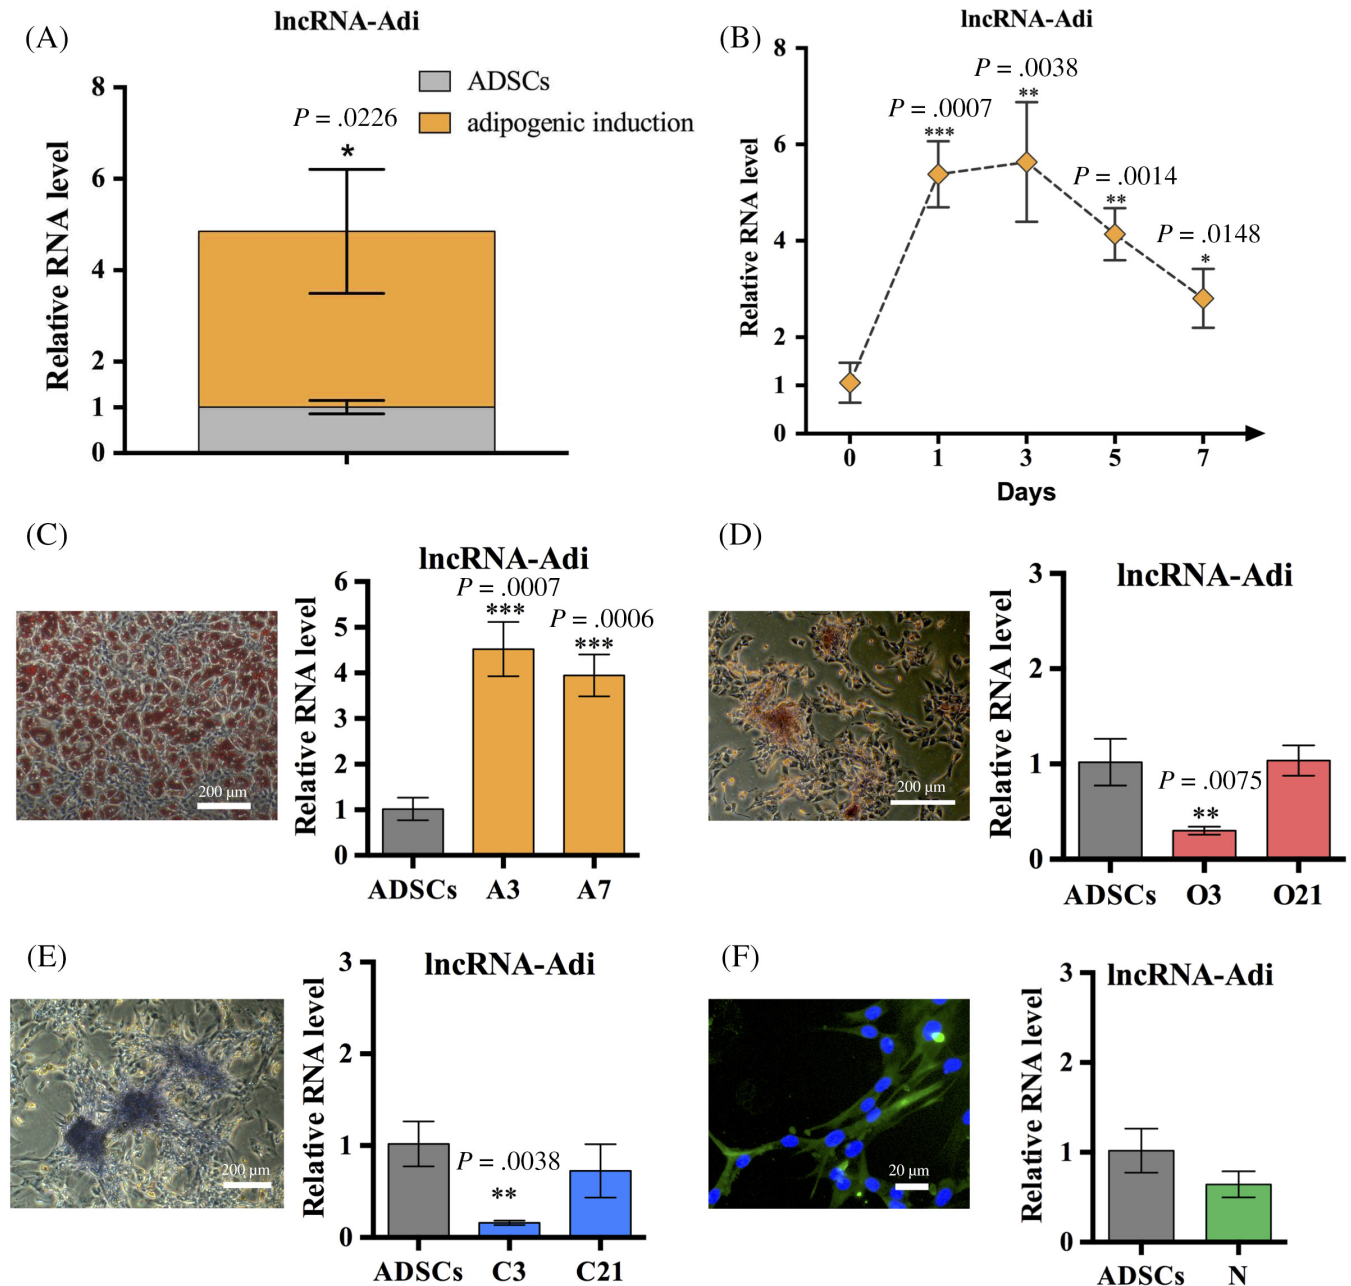 (A)
lncRNA-Adi
ADSCs
adipogenic induction
P = .0226
*
Relative RNA level
8
6
4
2
1
0
(B)
lncRNA-Adi
P = .0007
***
P = .0038
**
P = .0014
**
P = .0148
*
Relative RNA level
8
6
4
2
1
0
0 1 3 5 7
Days
(C)
200 μm
lncRNA-Adi
P = .0007
***
P = .0006
***
Relative RNA level
6
5
4
3
2
1
0
ADSCs A3 A7
(D)
200 μm
lncRNA-Adi
P = .0075
**
Relative RNA level
3
2
1
0
ADSCs O3 O21
(E)
200 μm
lncRNA-Adi
P = .0038
**
Relative RNA level
3
2
1
0
ADSCs C3 C21
(F)
20 μm
lncRNA-Adi
Relative RNA level
3
2
1
0
ADSCs N